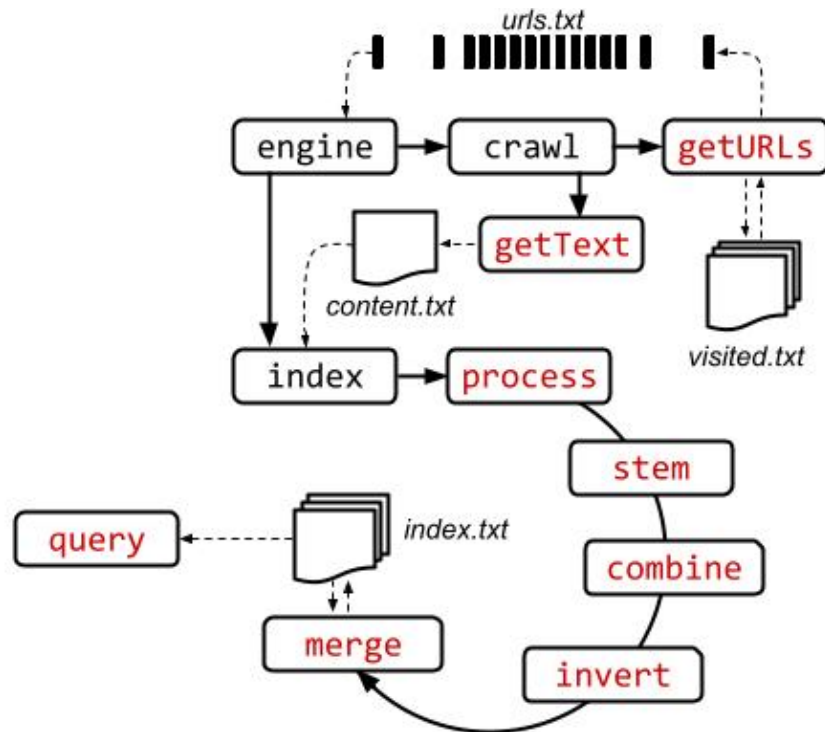 urls.txt
engine
crawl
getURLs
getText
content.txt
visited.txt
index
process
stem
query
index.txt
combine
merge
invert